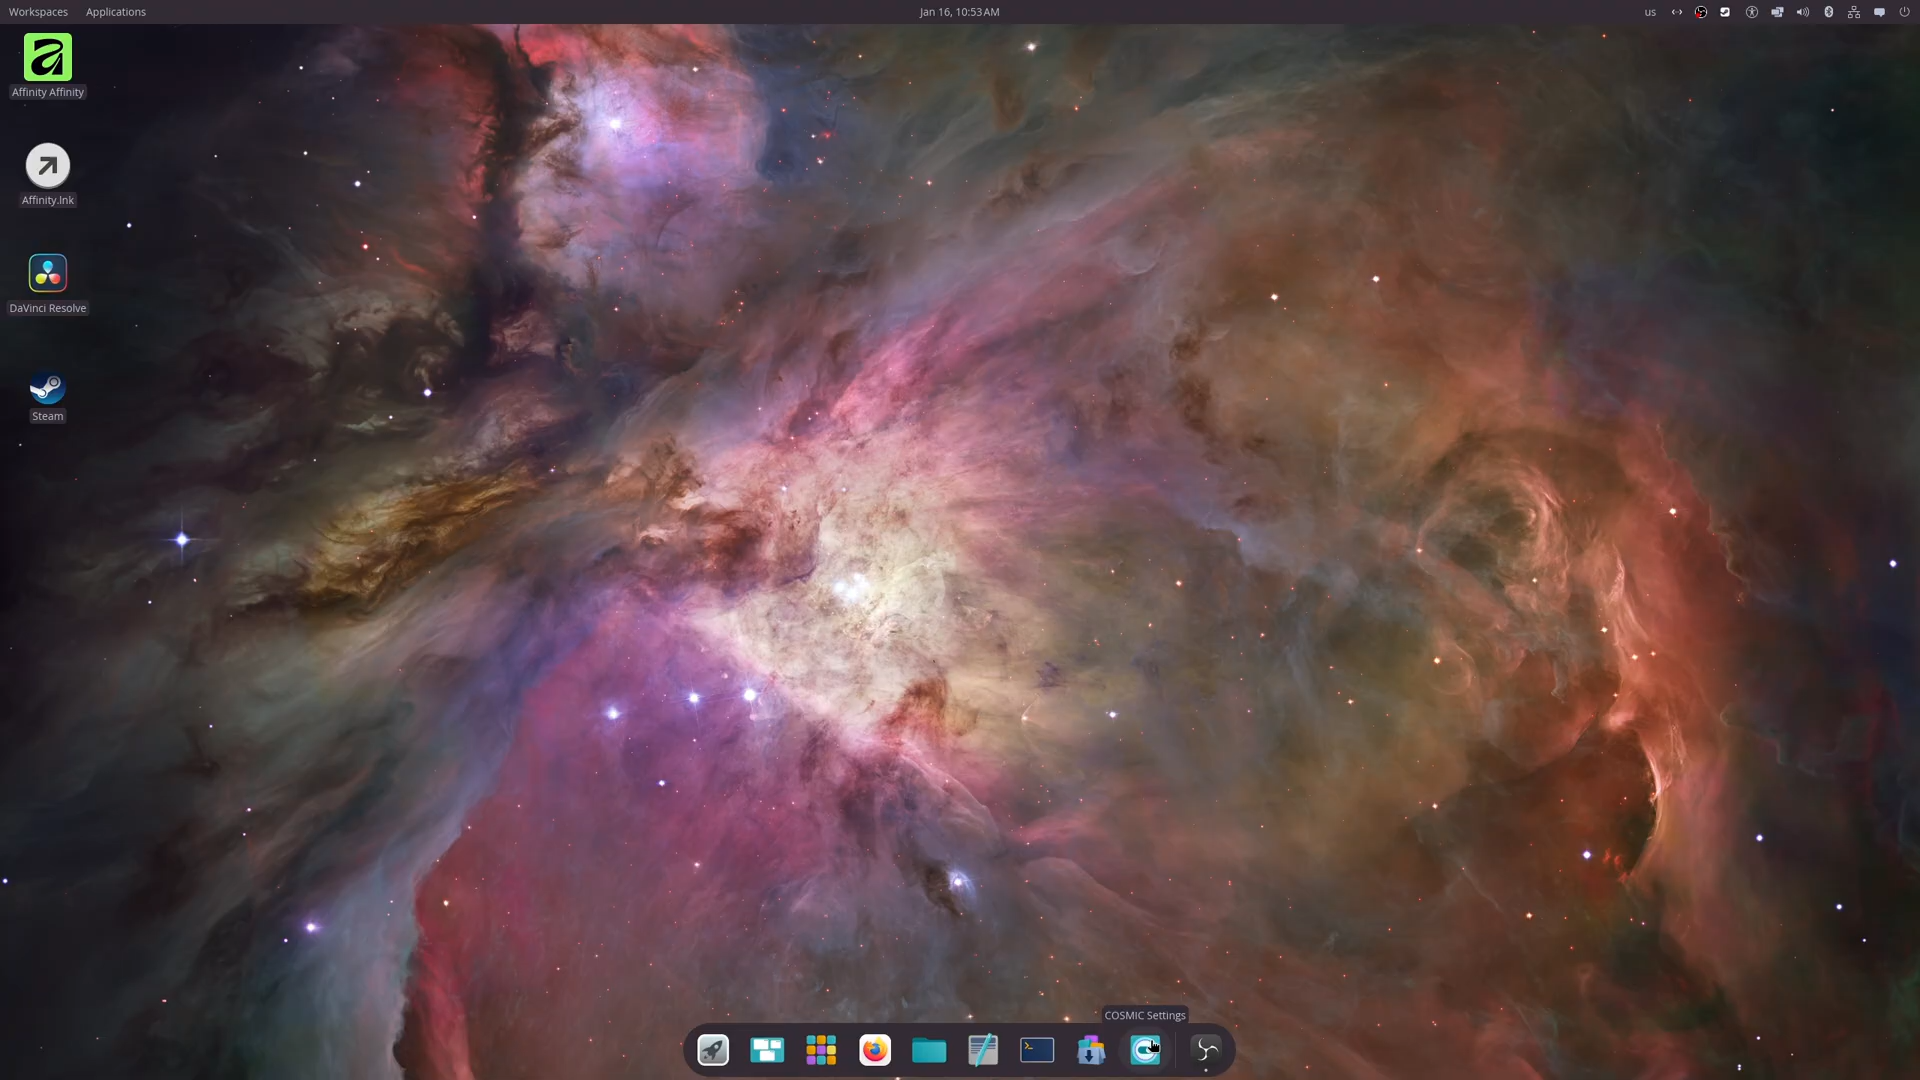 Workspaces Applications Jan 16, 10:53 AM us
Affinity Affinity
Affinity.lnk
DaVinci Resolve
Steam
COSMIC Settings